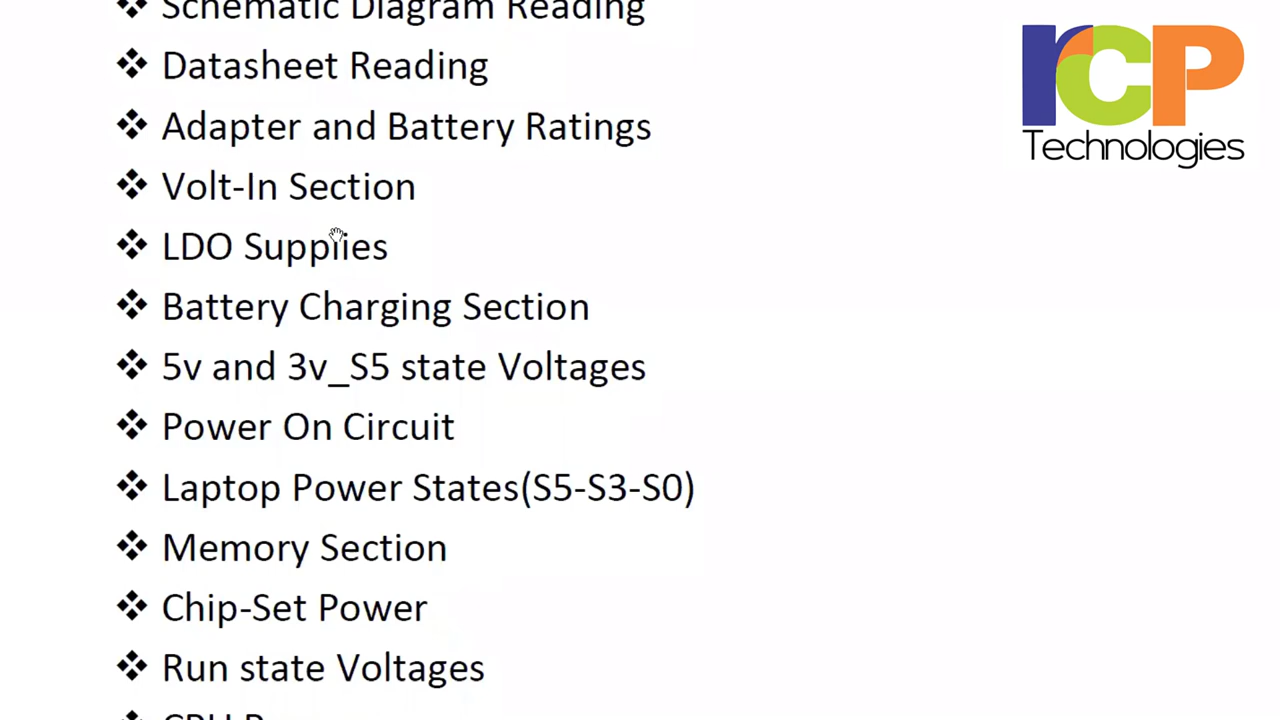 Schematic Diagram Reading
❖ Datasheet Reading
❖ Adapter and Battery Ratings
❖ Volt-In Section
❖ LDO Supplies
❖ Battery Charging Section
❖ 5v and 3v_S5 state Voltages
❖ Power On Circuit
❖ Laptop Power States(S5-S3-S0)
❖ Memory Section
❖ Chip-Set Power
❖ Run state Voltages
rcp
Technologies